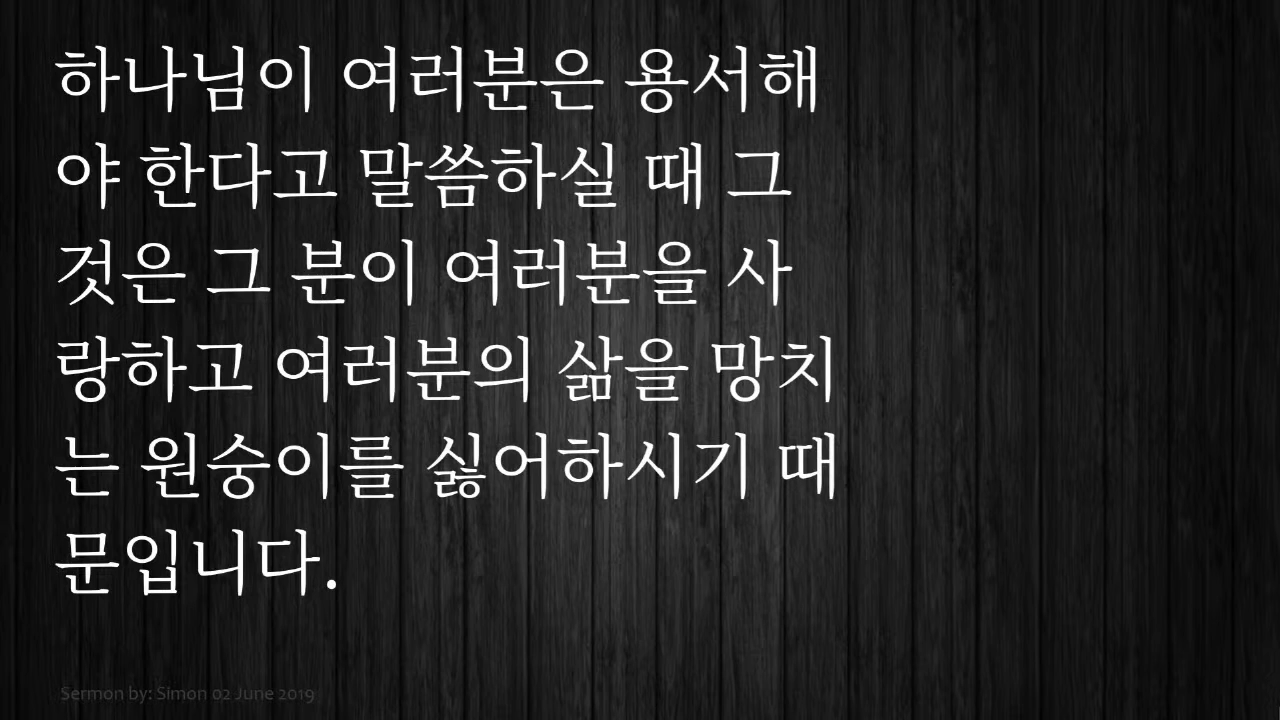 하나님이 여러분은 용서해
야 한다고 말씀하실 때 그
것은 그 분이 여러분을 사
랑하고 여러분의 삶을 망치
는 원숭이를 싫어하시기 때
문입니다.
Sermon by: Simon 02 June 2019